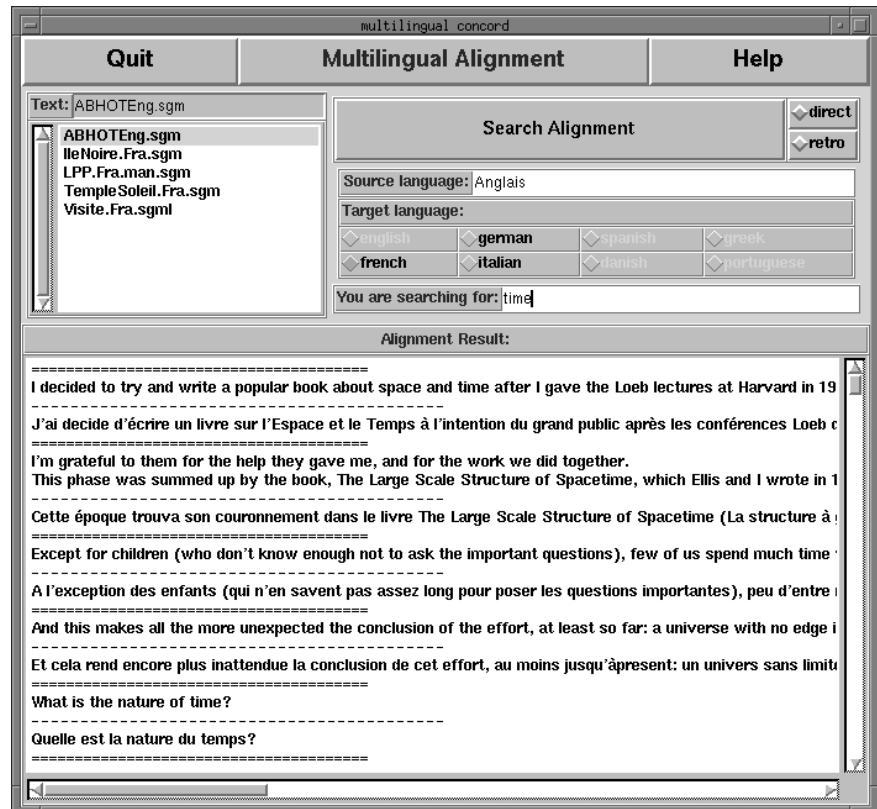 multilingual concord
Quit
Multilingual Alignment
Help
Text: ABHOTEng.sgm
ABHOTEng.sgm
IleNoire.Fra.sgm
LPP.Fra.man.sgm
TempleSoleil.Fra.sgm
Visite.Fra.sgml
Search Alignment
direct
retro
Source language: Anglais
Target language:
english german spanish greek
french italian danish portuguese
You are searching for: time
Alignment Result:
========================================
I decided to try and write a popular book about space and time after I gave the Loeb lectures at Harvard in 19
- - - - - - - - - - - - - - - - - - - - - - - - - - - - - - - - - - - - - - - - - -
J'ai decide d'écrire un livre sur l'Espace et le Temps à l'intention du grand public après les conférences Loeb
========================================
I'm grateful to them for the help they gave me, and for the work we did together.
This phase was summed up by the book, The Large Scale Structure of Spacetime, which Ellis and I wrote in 1
- - - - - - - - - - - - - - - - - - - - - - - - - - - - - - - - - - - - - - - - - -
Cette époque trouva son couronnement dans le livre The Large Scale Structure of Spacetime (La structure à
========================================
Except for children (who don't know enough not to ask the important questions), few of us spend much time
- - - - - - - - - - - - - - - - - - - - - - - - - - - - - - - - - - - - - - - - - -
A l'exception des enfants (qui n'en savent pas assez long pour poser les questions importantes), peu d'entre
========================================
And this makes all the more unexpected the conclusion of the effort, at least so far: a universe with no edge i
- - - - - - - - - - - - - - - - - - - - - - - - - - - - - - - - - - - - - - - - - -
Et cela rend encore plus inattendue la conclusion de cet effort, au moins jusqu'àpresent: un univers sans limit
========================================
What is the nature of time?
- - - - - - - - - - - - - - - - - - - - - - - - - - - - - - - - - - - - - - - - - -
Quelle est la nature du temps?
========================================